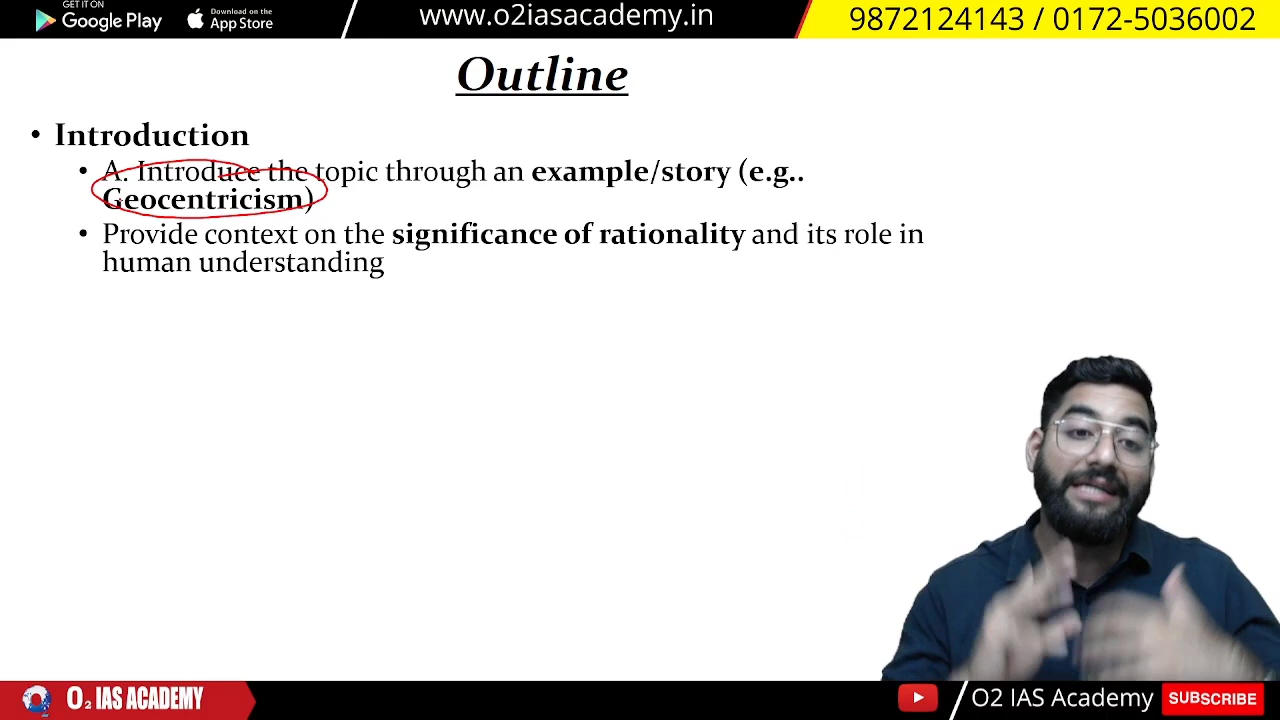 GET IT ON
Google Play
Download on the
App Store
www.o2iasacademy.in
9872124143 / 0172-5036002
Outline
• Introduction
• A. Introduce the topic through an example/story (e.g..
Geocentricism)
• Provide context on the significance of rationality and its role in
human understanding
O2 IAS ACADEMY
O2 IAS Academy
SUBSCRIBE